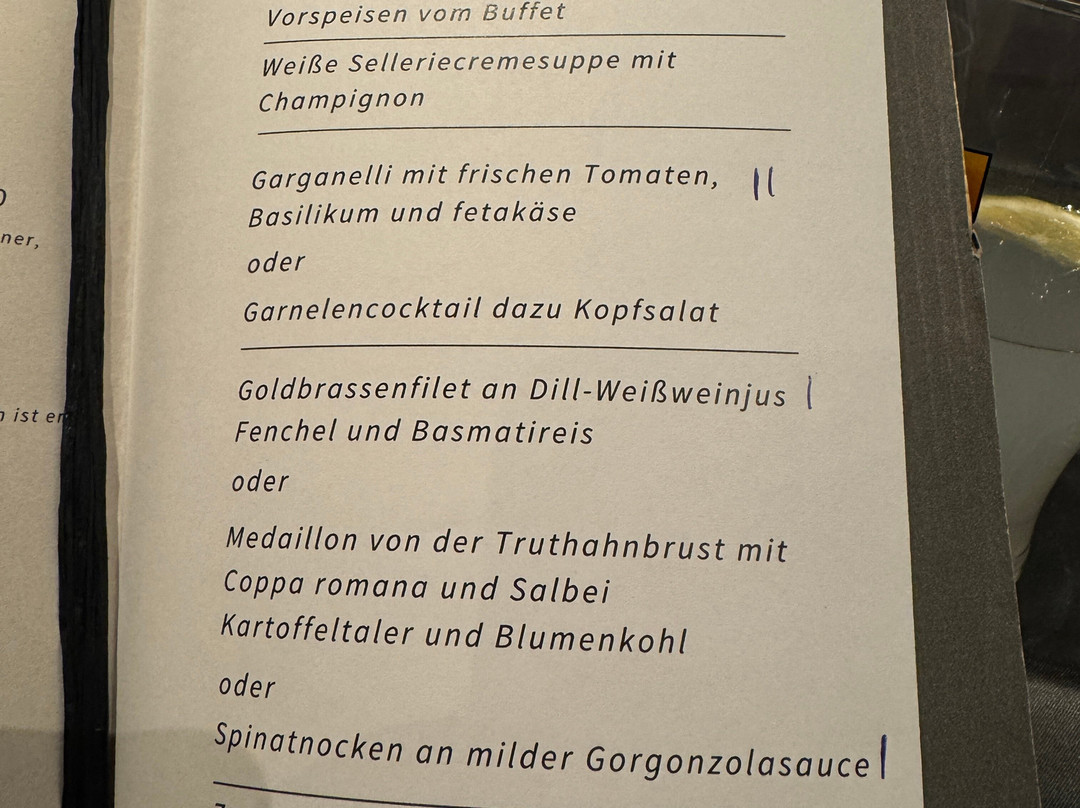 ner,
ist
Vorspeisen vom Buffet
Weiße Selleriecremesuppe mit
Champignon
Garganelli mit frischen Tomaten,
Basilikum und fetakäse
oder
Garnelencocktail dazu Kopfsalat
Goldbrassenfilet an Dill-Weißweinjus
Fenchel und Basmatireis
oder
Medaillon von der Truthahnbrust mit
Coppa romana und Salbei
Kartoffeltaler und Blumenkohl
oder
Spinatnocken an milder Gorgonzolasauce